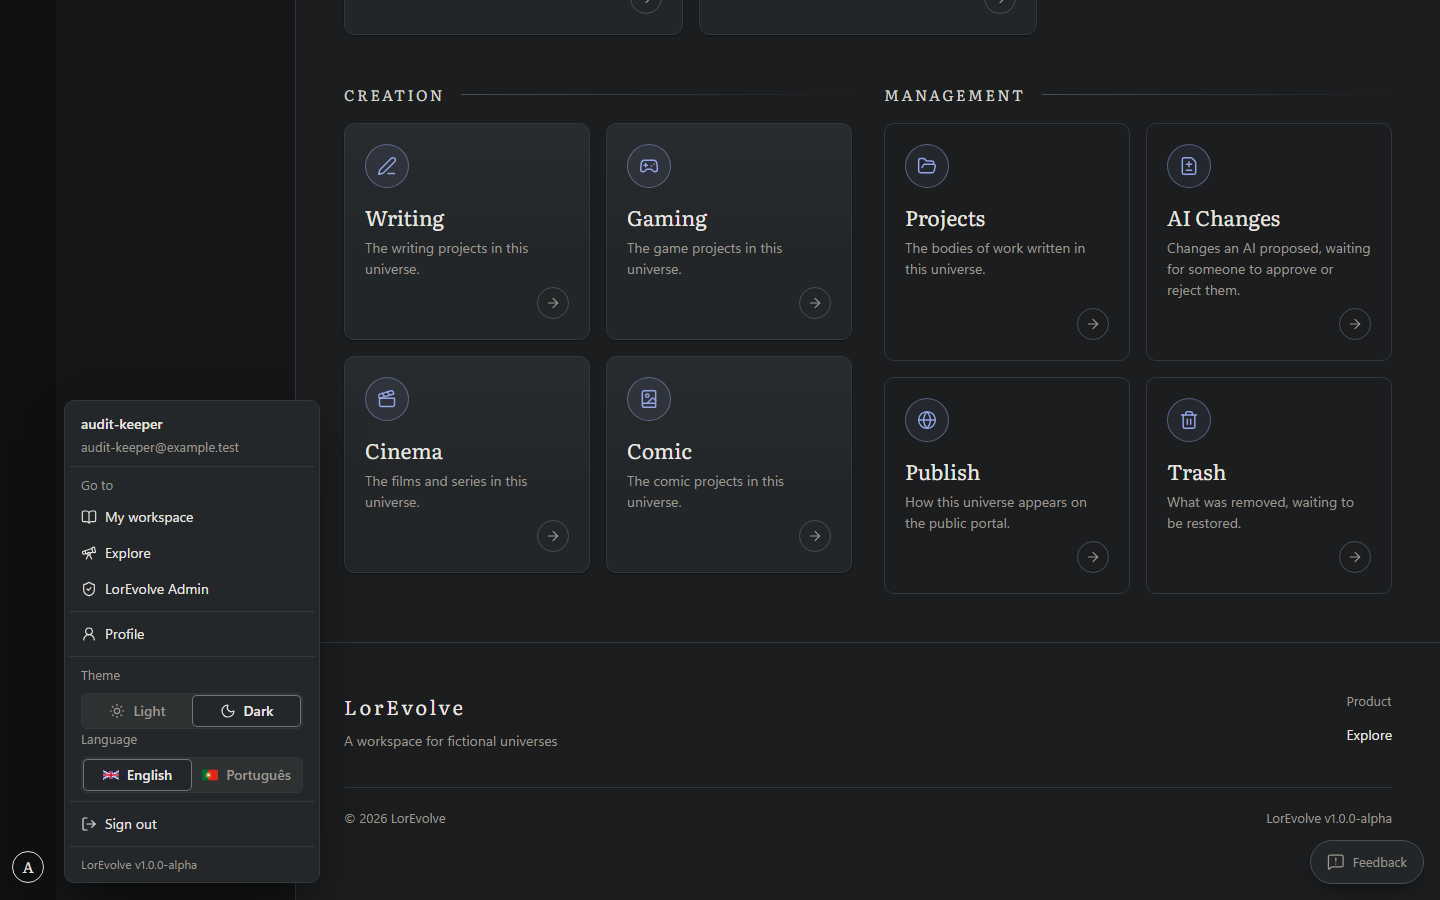 CREATION
Writing
The writing projects in this
universe.
Gaming
The game projects in this
universe.
Cinema
The films and series in this
universe.
Comic
The comic projects in this
universe.
MANAGEMENT
Projects
The bodies of work written in
this universe.
AI Changes
Changes an AI proposed, waiting
for someone to approve or
reject them.
Publish
How this universe appears on
the public portal.
Trash
What was removed, waiting to
be restored.
audit-keeper
audit-keeper@example.test
Go to
My workspace
Explore
LorEvolve Admin
Profile
Theme
Light
Dark
Language
English
Português
Sign out
LorEvolve v1.0.0-alpha
A
LorEvolve
A workspace for fictional universes
Product
Explore
© 2026 LorEvolve
LorEvolve v1.0.0-alpha
Feedback